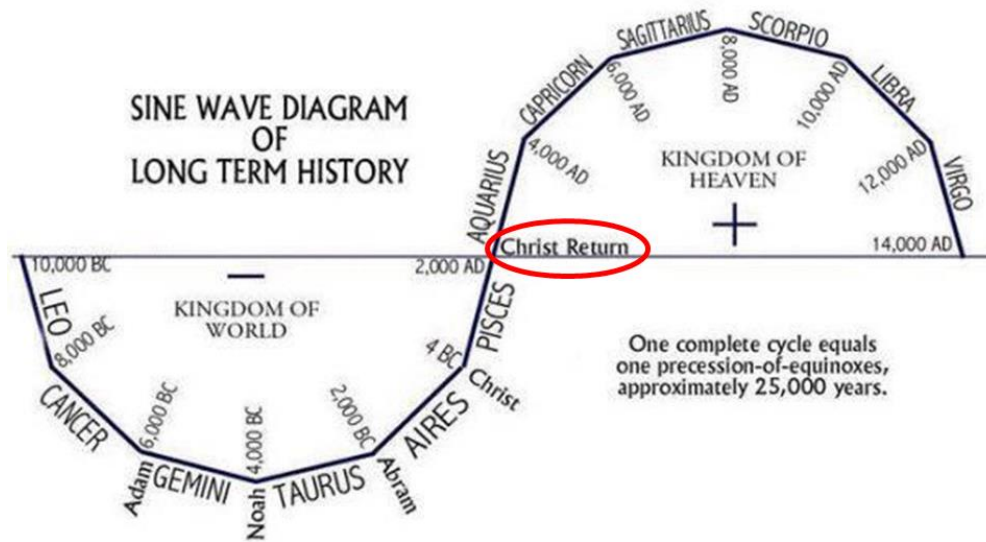 SINE WAVE DIAGRAM
OF
LONG TERM HISTORY
10,000 BC
LEO
8,000 BC
CANCER
6,000 BC
Adam
GEMINI
4,000 BC
Noah
TAURUS
2,000 BC
Abram
AIRES
4 BC
Christ
PISCES
2,000 AD
Christ Return
KINGDOM OF
WORLD
AQUARIUS
4,000 AD
CAPRICORN
6,000 AD
SAGITTARIUS
8,000 AD
SCORPIO
10,000 AD
LIBRA
12,000 AD
VIRGO
14,000 AD
KINGDOM OF
HEAVEN
One complete cycle equals
one precession-of-equinoxes,
approximately 25,000 years.